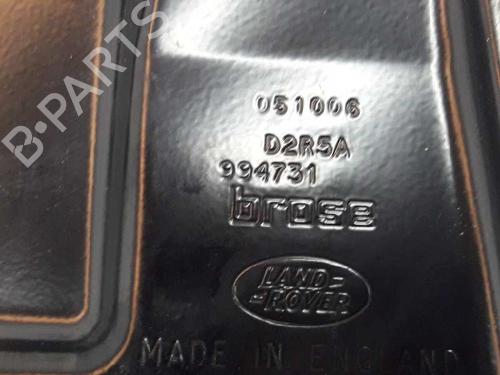 B-PARTS
051006
D2R5A
994731
brose
LAND-
-ROVER
MADE IN ENGLAND